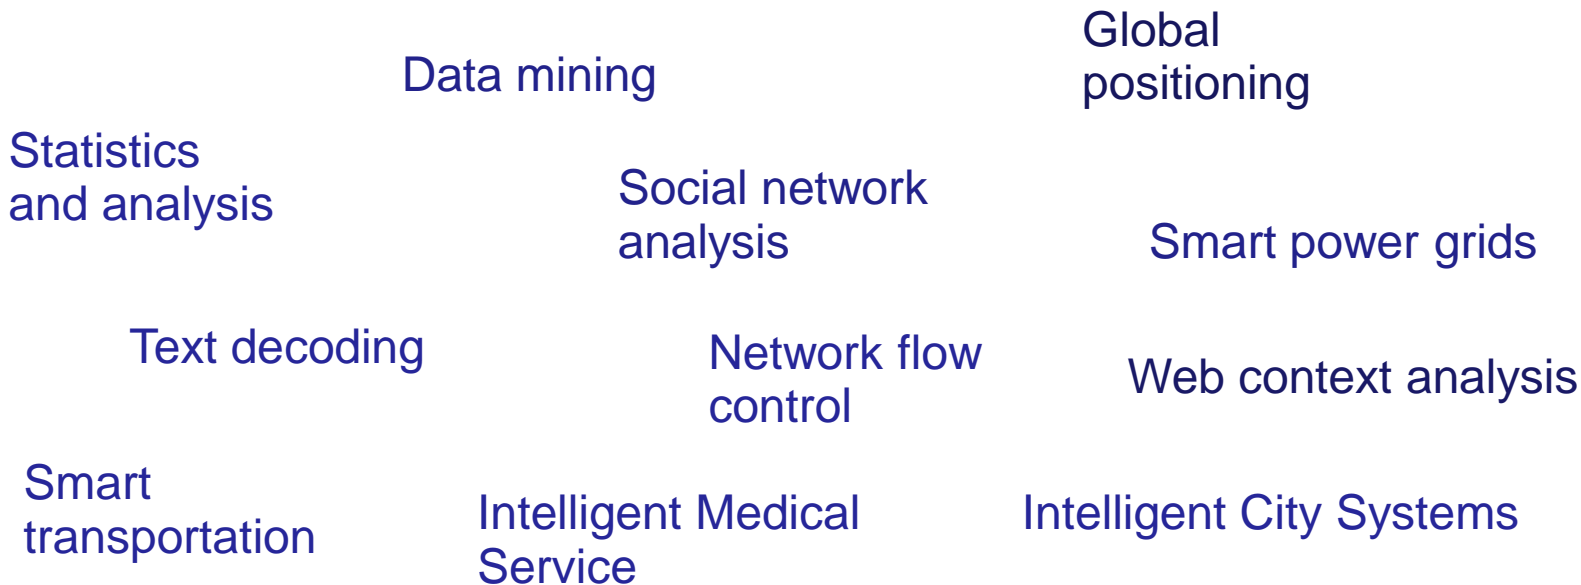 Global
positioning
Data mining
Statistics
and analysis
Social network
analysis
Smart power grids
Text decoding
Network flow
control
Web context analysis
Smart
transportation
Intelligent Medical
Service
Intelligent City Systems